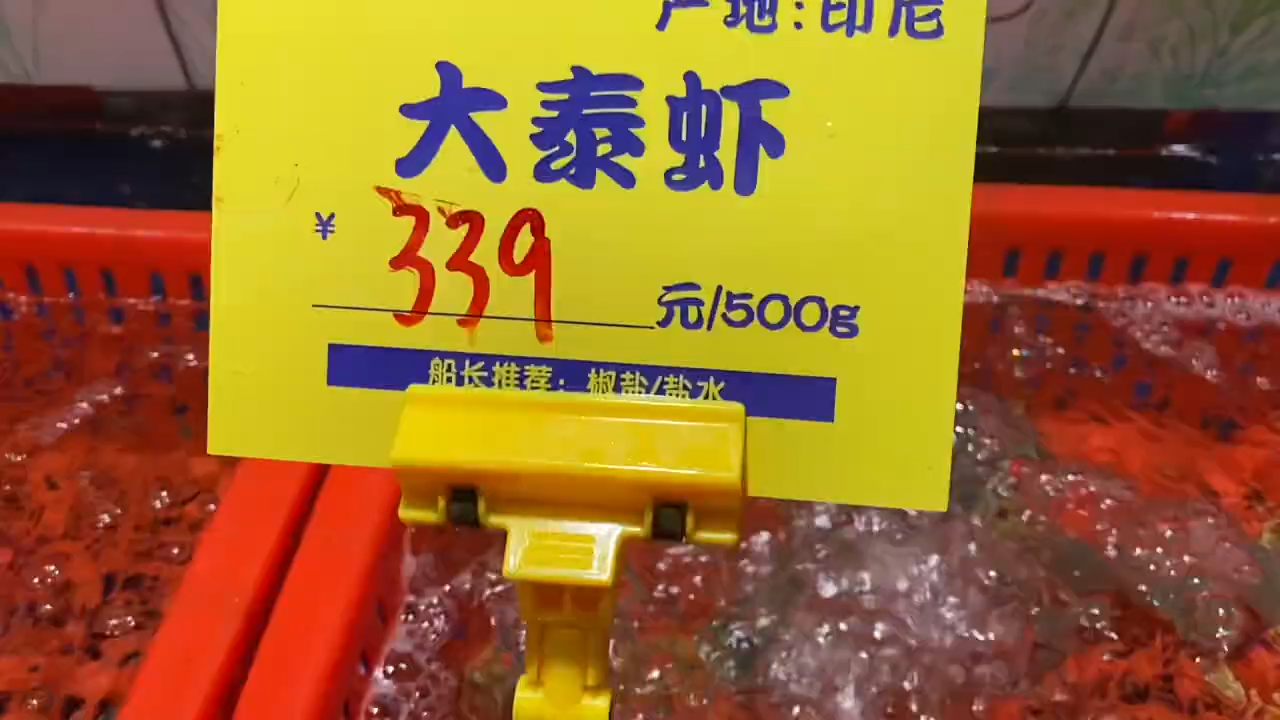 产地:印尼
大泰虾
¥ 339 元/500g
船长推荐：椒盐/盐水